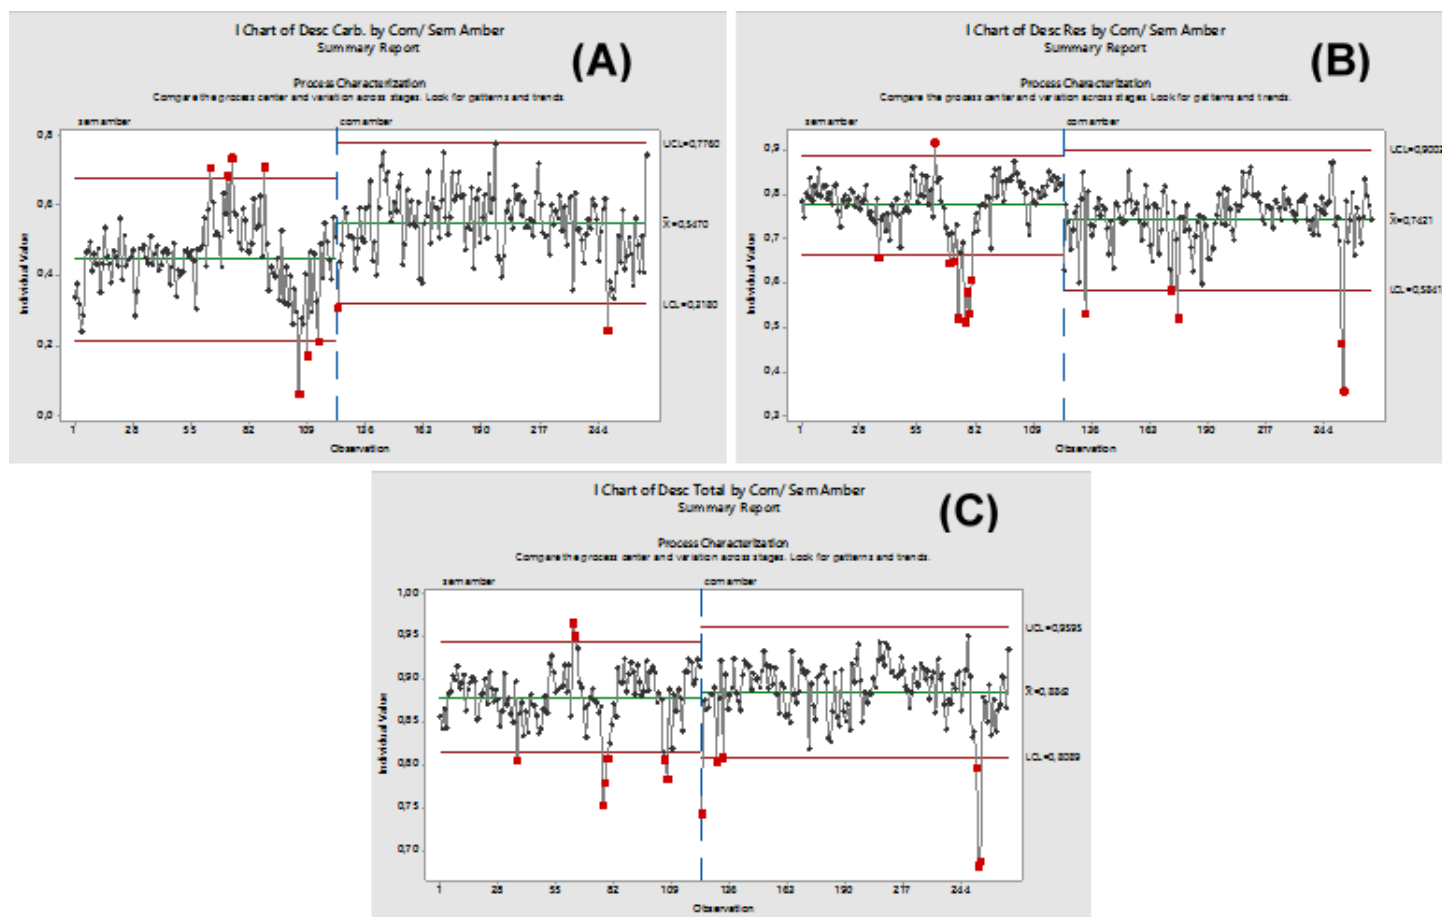 I Chart of Desc Carb. by Com/ Sem Amber
Summary Report
(A)
Process Characterization
Compare the process center and variation across stages. Look for patterns and trends.
sem amber
com amber
0,8
0,6
0,4
0,2
0,0
Individual Value
UCL=0,7760
X=0,5470
LCL=0,3180
1 28 55 82 109 136 163 190 217 244
Observation
I Chart of Desc Res by Com/ Sem Amber
Summary Report
(B)
Process Characterization
Compare the process center and variation across stages. Look for patterns and trends.
sem amber
com amber
0,9
0,8
0,7
0,6
0,5
0,4
0,3
Individual Value
UCL=0,9002
X=0,7421
LCL=0,5841
1 28 55 82 109 136 163 190 217 244
Observation
I Chart of Desc Total by Com/ Sem Amber
Summary Report
(C)
Process Characterization
Compare the process center and variation across stages. Look for patterns and trends.
sem amber
com amber
1,00
0,95
0,90
0,85
0,80
0,75
0,70
Individual Value
UCL=0,9595
X=0,8842
LCL=0,8089
1 28 55 82 109 136 163 190 217 244
Observation